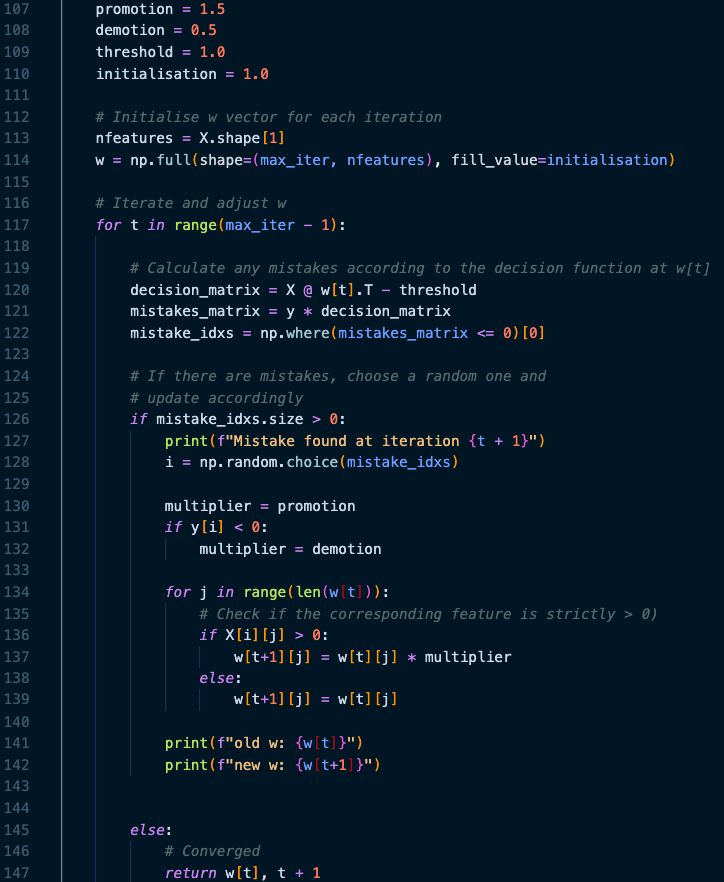 107 promotion = 1.5
108 demotion = 0.5
109 threshold = 1.0
110 initialisation = 1.0
111
112 # Initialise w vector for each iteration
113 nfeatures = X.shape[1]
114 w = np.full(shape=(max_iter, nfeatures), fill_value=initialisation)
115
116 # Iterate and adjust w
117 for t in range(max_iter - 1):
118
119 # Calculate any mistakes according to the decision function at w[t]
120 decision_matrix = X @ w[t].T - threshold
121 mistakes_matrix = y * decision_matrix
122 mistake_idxs = np.where(mistakes_matrix <= 0)[0]
123
124 # If there are mistakes, choose a random one and
125 # update accordingly
126 if mistake_idxs.size > 0:
127 print(f"Mistake found at iteration {t + 1}")
128 i = np.random.choice(mistake_idxs)
129
130 multiplier = promotion
131 if y[i] < 0:
132 multiplier = demotion
133
134 for j in range(len(w[t])):
135 # Check if the corresponding feature is strictly > 0)
136 if X[i][j] > 0:
137 w[t+1][j] = w[t][j] * multiplier
138 else:
139 w[t+1][j] = w[t][j]
140
141 print(f"old w: {w[t]}")
142 print(f"new w: {w[t+1]}")
143
144
145 else:
146 # Converged
147 return w[t], t + 1